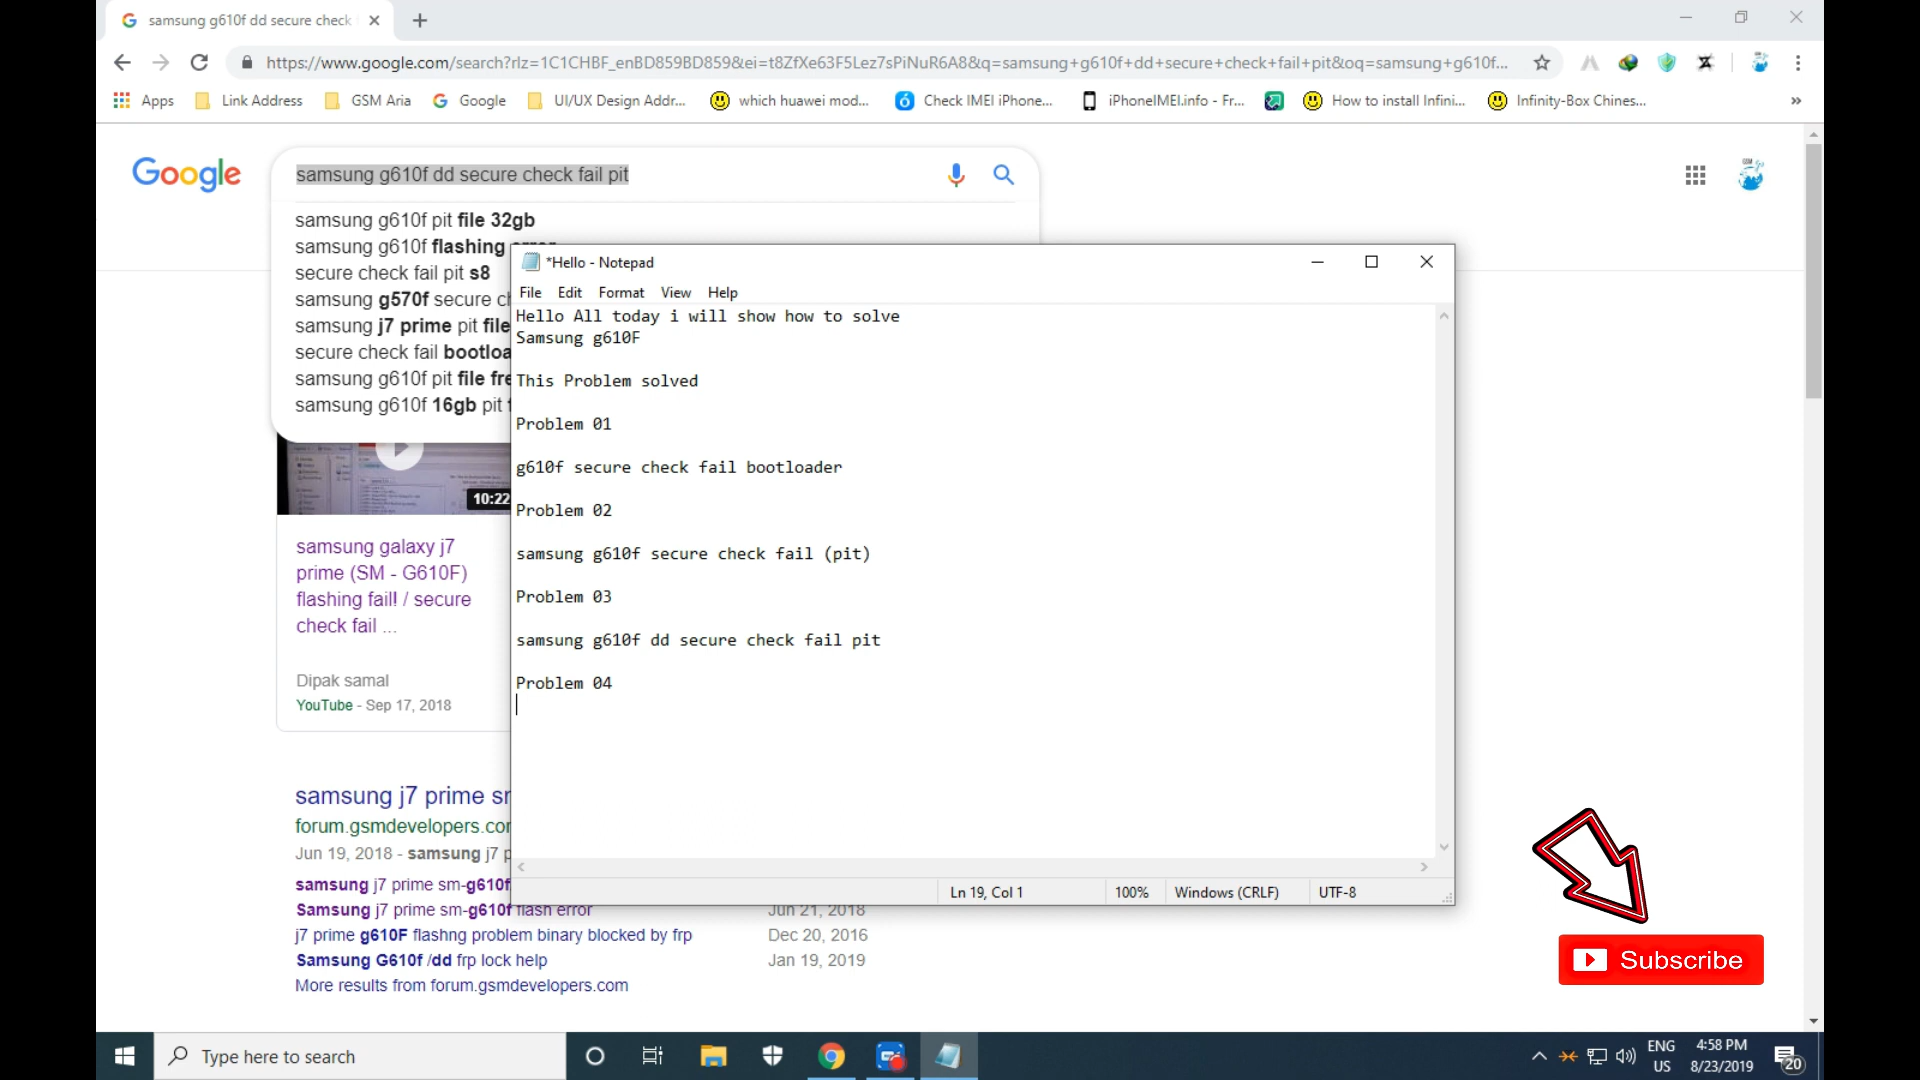 samsung g610f dd secure check
https://www.google.com/search?rlz=1C1CHBF_enBD859BD859&ei=t8ZfXe63F5Lez7sPiNuR6A8&q=samsung+g610f+dd+secure+check+fail+pit&oq=samsung+g610f...
Apps Link Address GSM Aria Google UI/UX Design Addr... which huawei mod... Check IMEI iPhone... iPhoneIMEI.info - Fr... How to install Infini... Infinity-Box Chines... »
Google samsung g610f dd secure check fail pit
samsung g610f pit file 32gb
samsung g610f flashing error
secure check fail pit s8
samsung g570f secure ch
samsung j7 prime pit file
secure check fail bootloa
samsung g610f pit file fre
samsung g610f 16gb pit f
10:22
samsung galaxy j7
prime (SM - G610F)
flashing fail! / secure
check fail ...
Dipak samal
YouTube - Sep 17, 2018
samsung j7 prime sm
forum.gsmdevelopers.com
Jun 19, 2018 - samsung j7 p
samsung j7 prime sm-g610f
Samsung j7 prime sm-g610f flash error Jun 21, 2018
j7 prime g610F flashng problem binary blocked by frp Dec 20, 2016
Samsung G610f /dd frp lock help Jan 19, 2019
More results from forum.gsmdevelopers.com
*Hello - Notepad
File Edit Format View Help
Hello All today i will show how to solve
Samsung g610F
This Problem solved
Problem 01
g610f secure check fail bootloader
Problem 02
samsung g610f secure check fail (pit)
Problem 03
samsung g610f dd secure check fail pit
Problem 04
Ln 19, Col 1 100% Windows (CRLF) UTF-8
Subscribe
Type here to search
ENG
US
4:58 PM
8/23/2019
20